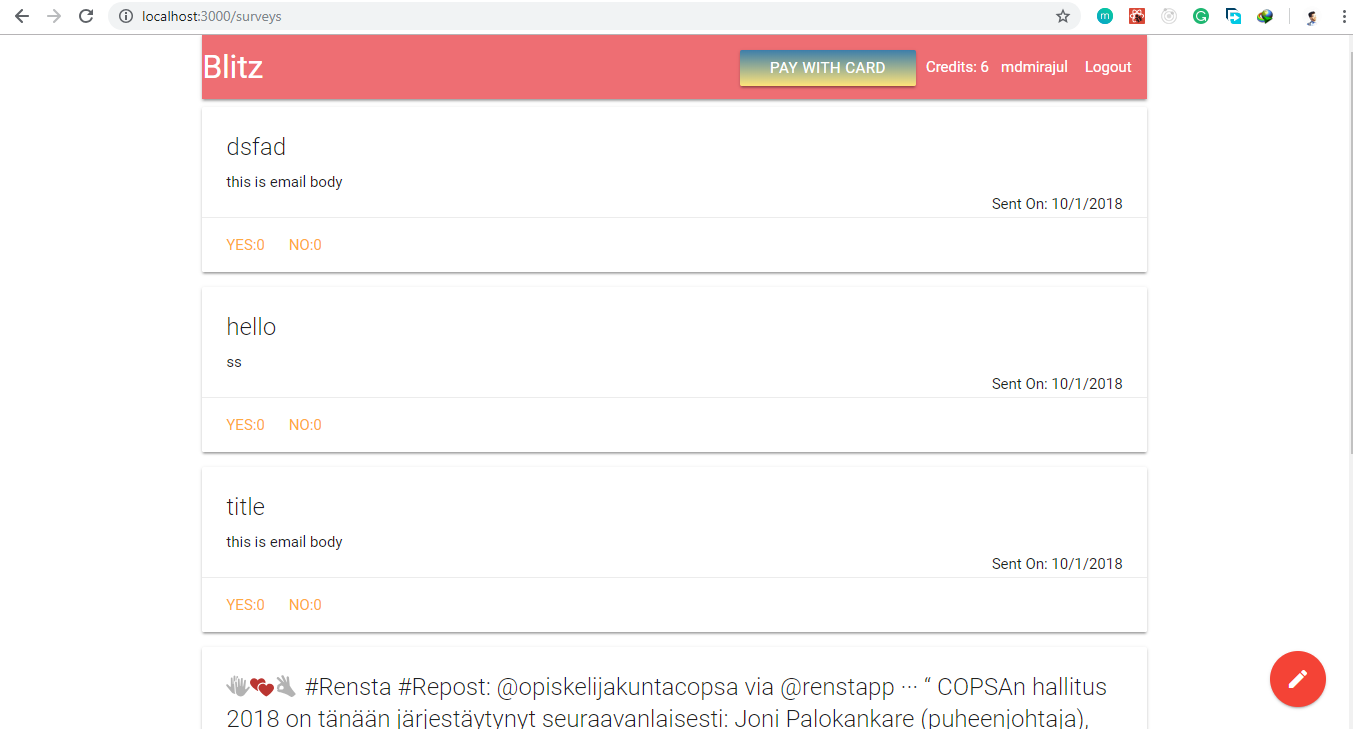 localhost:3000/surveys
m
Blitz
PAY WITH CARD Credits: 6 mdmirajul Logout
dsfad
this is email body
Sent On: 10/1/2018
YES:0 NO:0
hello
ss
Sent On: 10/1/2018
YES:0 NO:0
title
this is email body
Sent On: 10/1/2018
YES:0 NO:0
👋💕👌 #Rensta #Repost: @opiskelijakuntacopsa via @renstapp ··· “ COPSAn hallitus
2018 on tänään järjestäytynyt seuraavanlaisesti: Joni Palokankare (puheenjohtaja),